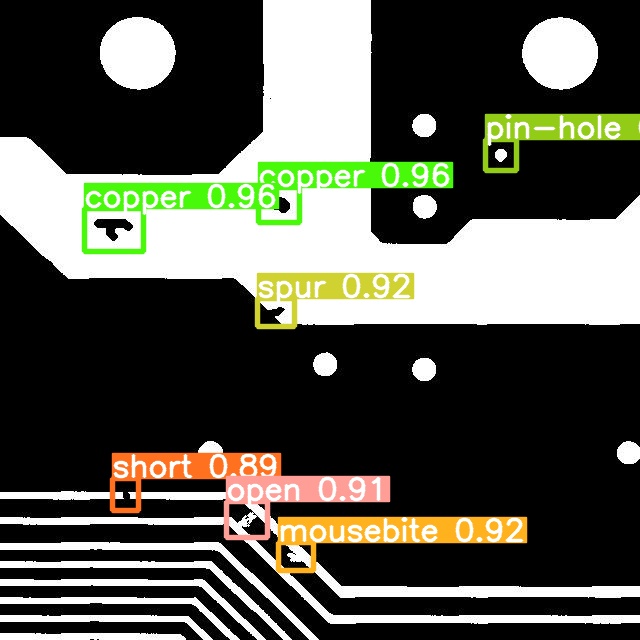 pin-hole
copper 0.96
copper 0.96
spur 0.92
short 0.89
open 0.91
mousebite 0.92